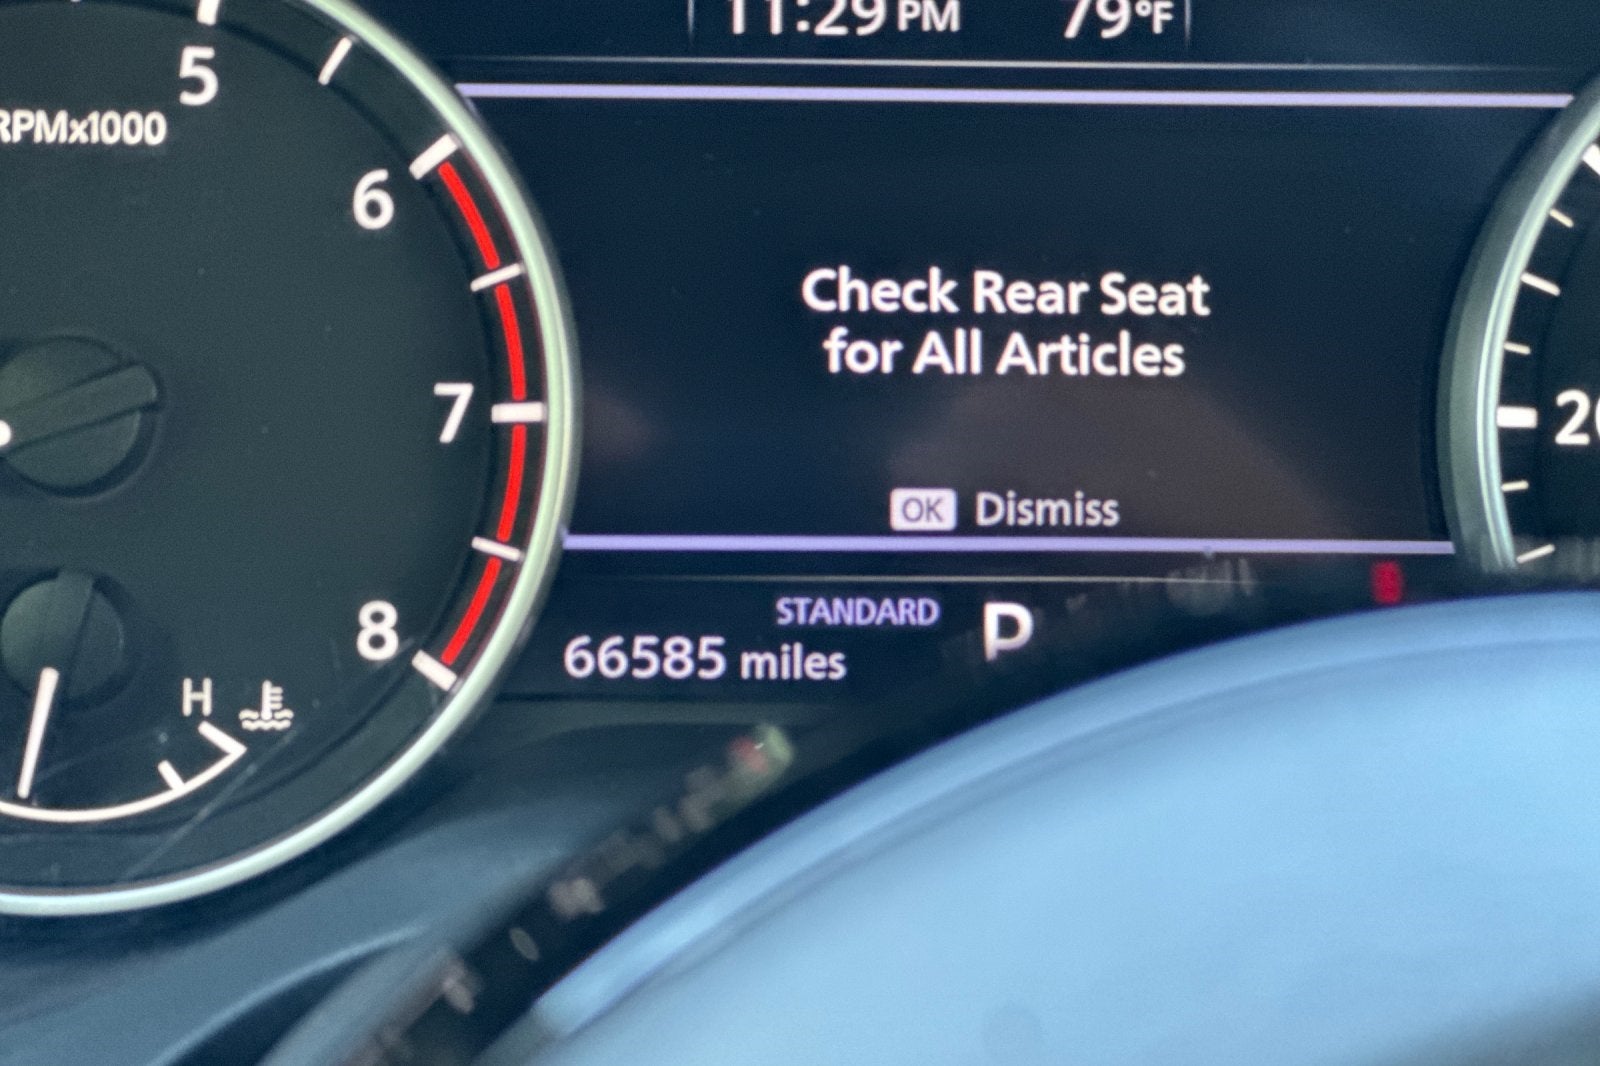 11:29 PM 79°F
5
RPMx1000
6
Check Rear Seat
for All Articles
7
20
OK Dismiss
STANDARD P
8
66585 miles
H